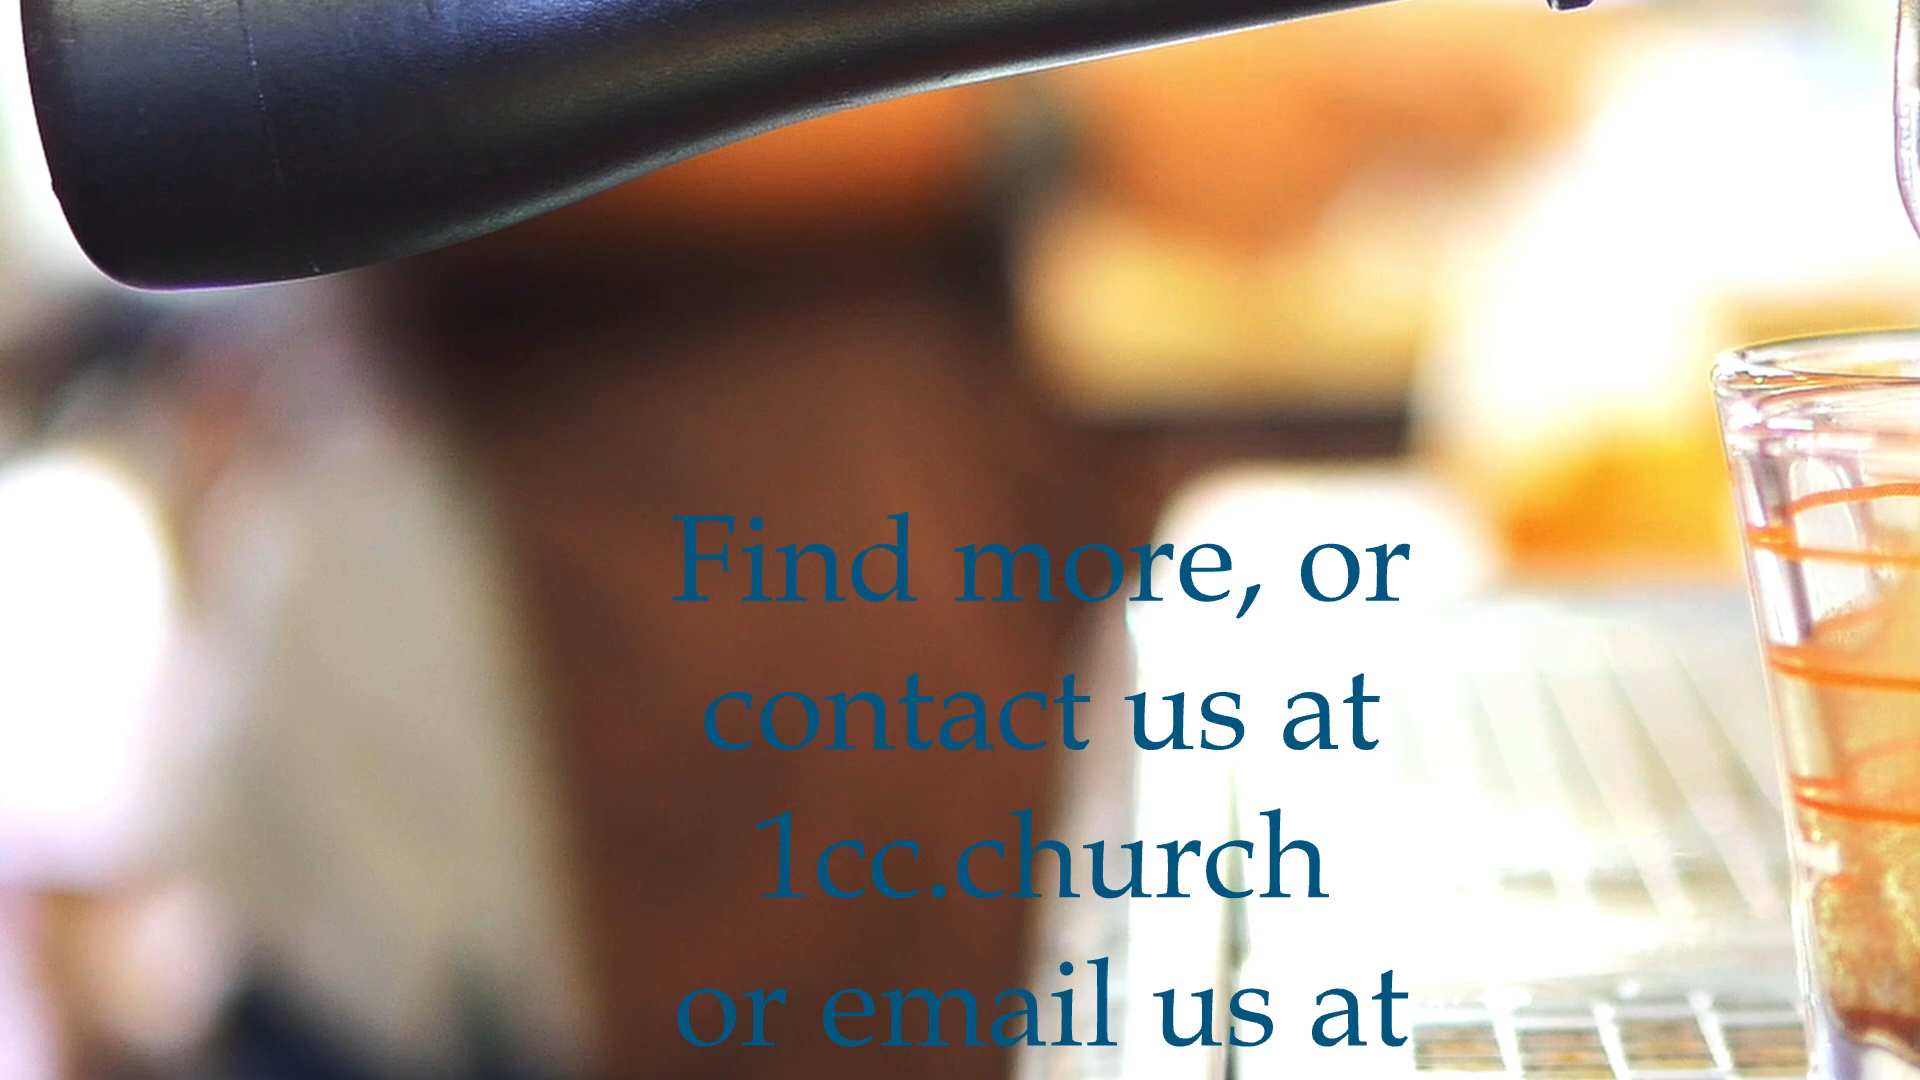 Find more, or
contact us at
1cc.church
or email us at